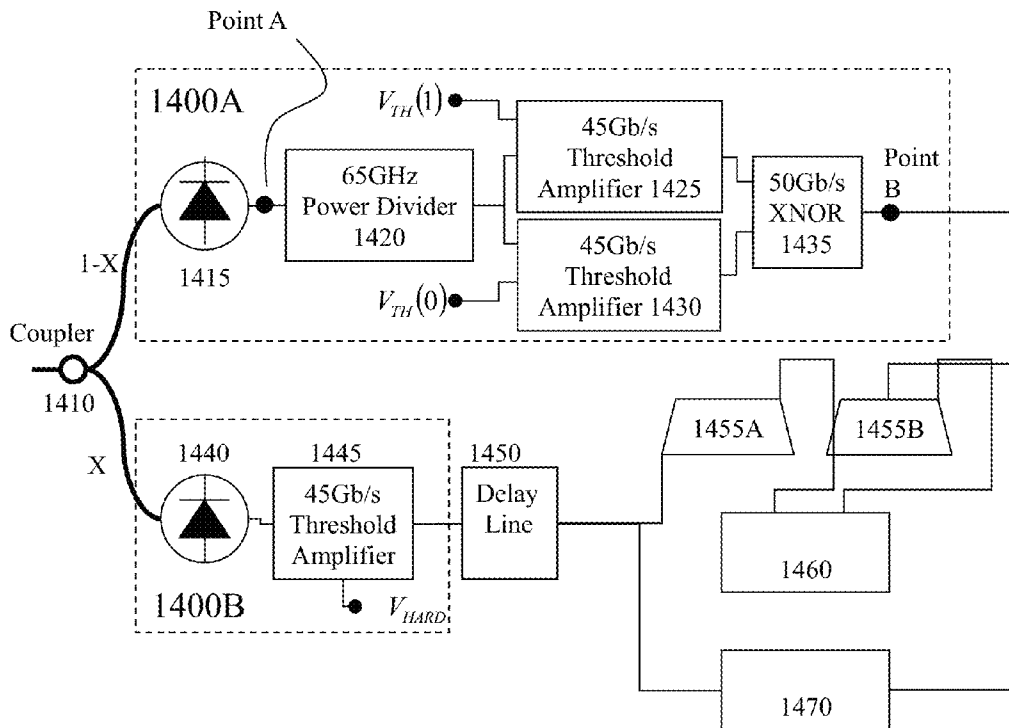 Point A
1400A
V_TH(1)
45Gb/s
Threshold
Amplifier 1425
65GHz
Power Divider
1420
50Gb/s
XNOR
1435
Point
B
1415
1-X
45Gb/s
Threshold
Amplifier 1430
V_TH(0)
Coupler
1410
X
1440
1445
45Gb/s
Threshold
Amplifier
1400B
V_HARD
1450
Delay
Line
1455A
1455B
1460
1470